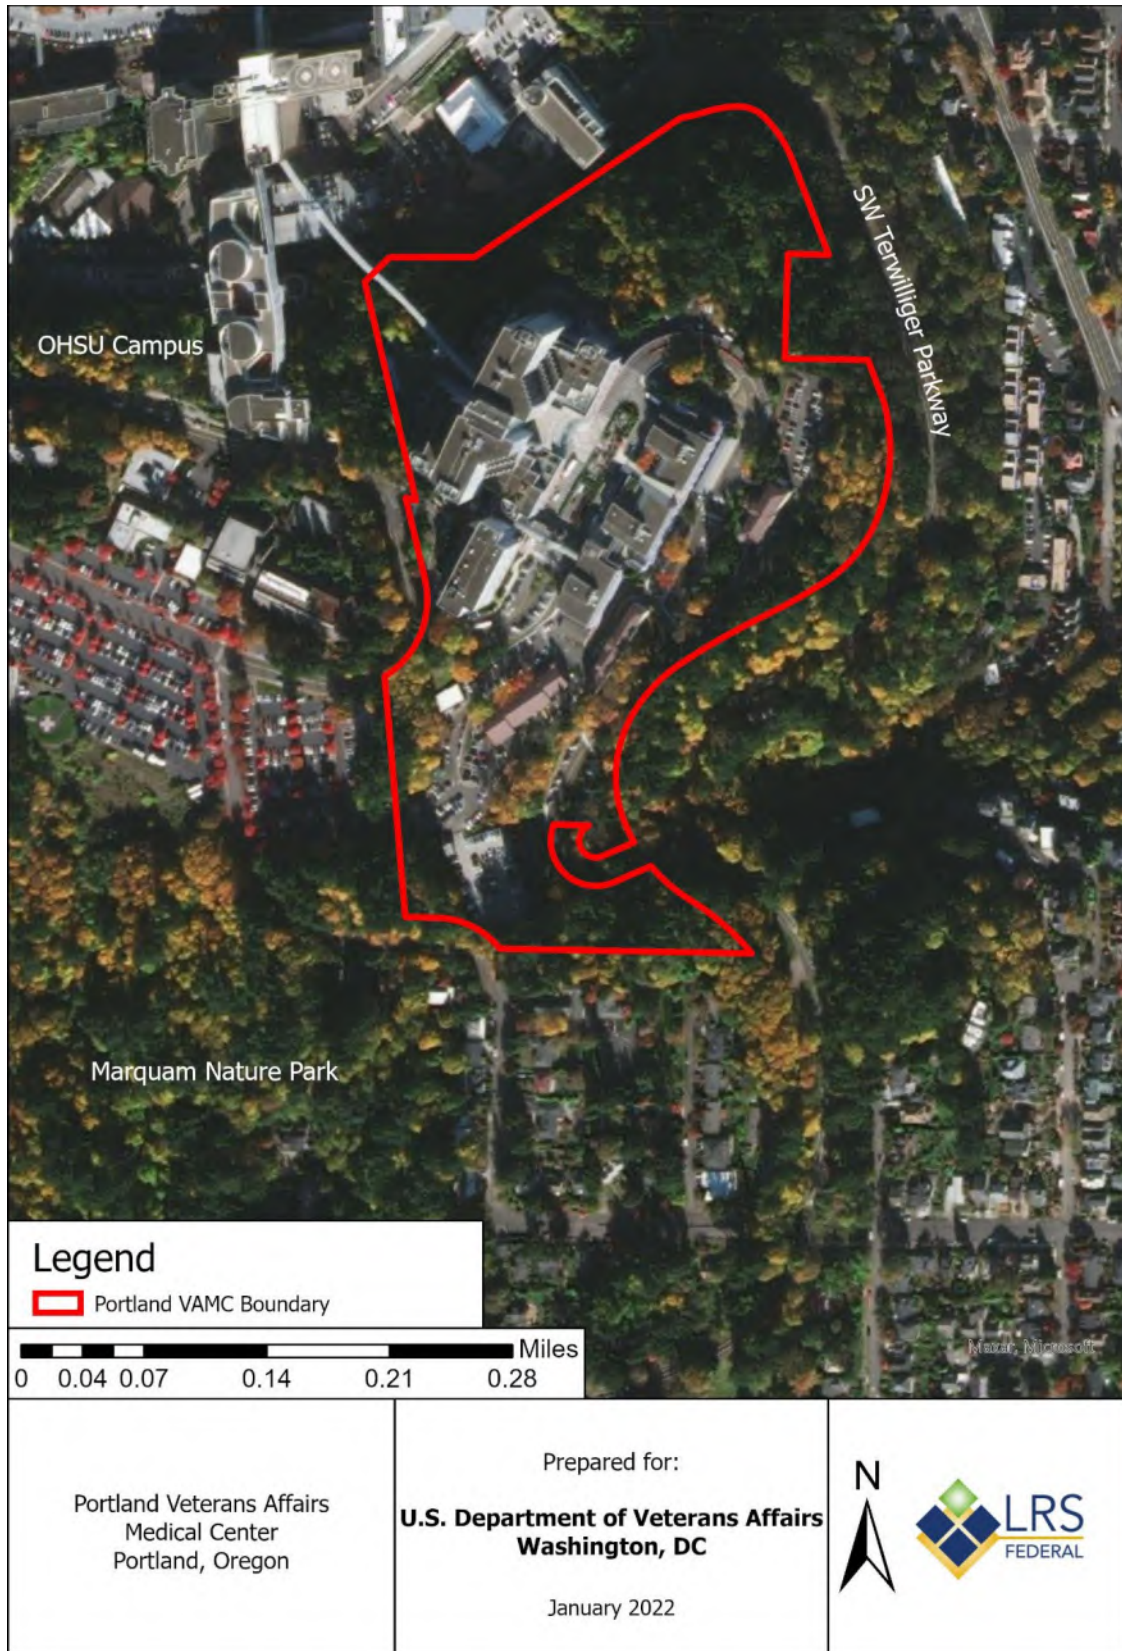 SW Terwilliger Parkway
OHSU Campus
Marquam Nature Park
Legend
Portland VAMC Boundary
Maxar, Microsoft
Miles
0 0.04 0.07 0.14 0.21 0.28
Portland Veterans Affairs
Medical Center
Portland, Oregon
Prepared for:
U.S. Department of Veterans Affairs
Washington, DC
January 2022
N
LRS
FEDERAL